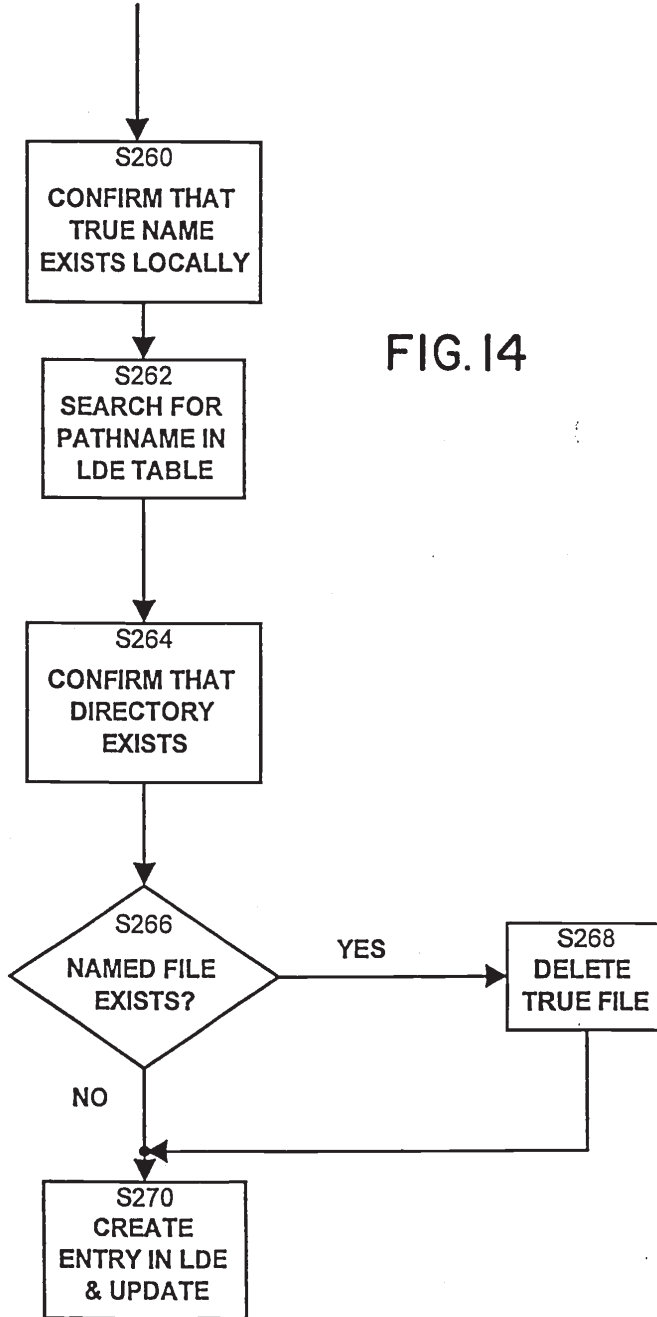 S260
CONFIRM THAT
TRUE NAME
EXISTS LOCALLY
FIG. 14
S262
SEARCH FOR
PATHNAME IN
LDE TABLE
S264
CONFIRM THAT
DIRECTORY
EXISTS
S266
NAMED FILE
EXISTS?
YES
S268
DELETE
TRUE FILE
NO
S270
CREATE
ENTRY IN LDE
& UPDATE